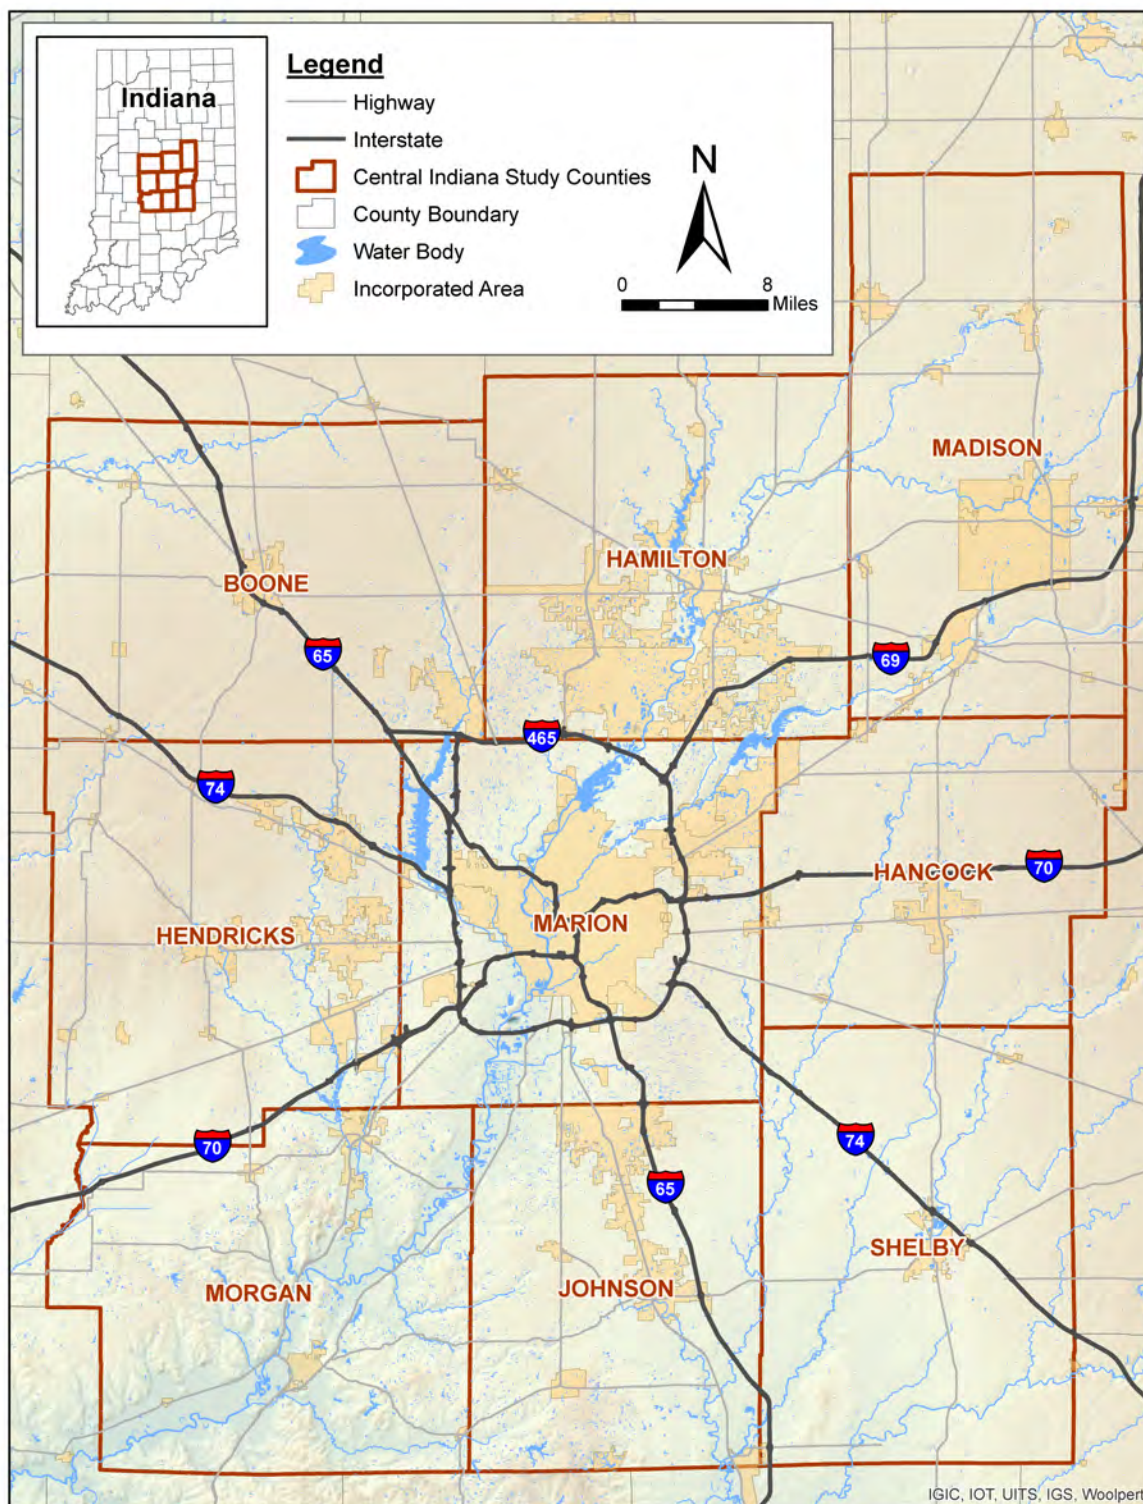 Indiana
Legend
Highway
Interstate
Central Indiana Study Counties
County Boundary
Water Body
Incorporated Area
N
0 8
Miles
MADISON
HAMILTON
BOONE
65
69
465
74
HANCOCK
70
MARION
HENDRICKS
70
74
65
SHELBY
MORGAN
JOHNSON
IGIC, IOT, UITS, IGS, Woolpert